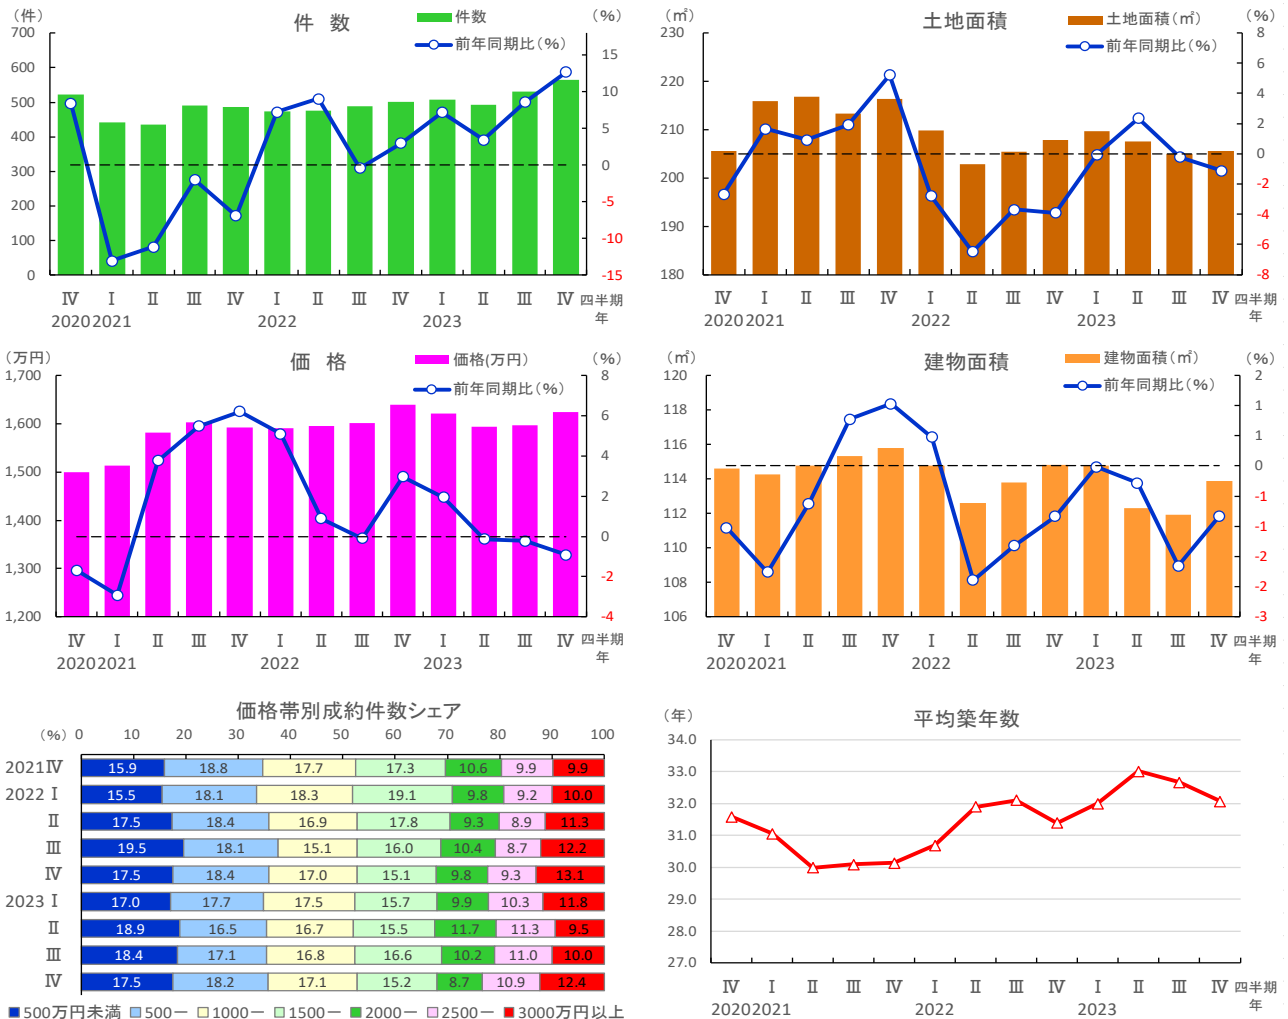 件 数
(件)
(%)
件数
前年同期比(%)
700
600
500
400
300
200
100
0
15
10
5
0
-5
-10
-15
Ⅳ Ⅰ Ⅱ Ⅲ Ⅳ Ⅰ Ⅱ Ⅲ Ⅳ Ⅰ Ⅱ Ⅲ Ⅳ 四半期
2020 2021 2022 2023 年
土地面積
(㎡)
(%)
土地面積(㎡)
前年同期比(%)
230
220
210
200
190
180
8
6
4
2
0
-2
-4
-6
-8
Ⅳ Ⅰ Ⅱ Ⅲ Ⅳ Ⅰ Ⅱ Ⅲ Ⅳ Ⅰ Ⅱ Ⅲ Ⅳ 四半期
2020 2021 2022 2023 年
価 格
(万円)
(%)
価格(万円)
前年同期比(%)
1,700
1,600
1,500
1,400
1,300
1,200
8
6
4
2
0
-2
-4
Ⅳ Ⅰ Ⅱ Ⅲ Ⅳ Ⅰ Ⅱ Ⅲ Ⅳ Ⅰ Ⅱ Ⅲ Ⅳ 四半期
2020 2021 2022 2023 年
建物面積
(㎡)
(%)
建物面積(㎡)
前年同期比(%)
120
118
116
114
112
110
108
106
2
1
1
0
-1
-1
-2
-2
-3
Ⅳ Ⅰ Ⅱ Ⅲ Ⅳ Ⅰ Ⅱ Ⅲ Ⅳ Ⅰ Ⅱ Ⅲ Ⅳ 四半期
2020 2021 2022 2023 年
価格帯別成約件数シェア
(%) 0 10 20 30 40 50 60 70 80 90 100
2021Ⅳ 15.9 18.8 17.7 17.3 10.6 9.9 9.9
2022 Ⅰ 15.5 18.1 18.3 19.1 9.8 9.2 10.0
Ⅱ 17.5 18.4 16.9 17.8 9.3 8.9 11.3
Ⅲ 19.5 18.1 15.1 16.0 10.4 8.7 12.2
Ⅳ 17.5 18.4 17.0 15.1 9.8 9.3 13.1
2023 Ⅰ 17.0 17.7 17.5 15.7 9.9 10.3 11.8
Ⅱ 18.9 16.5 16.7 15.5 11.7 11.3 9.5
Ⅲ 18.4 17.1 16.8 16.6 10.2 11.0 10.0
Ⅳ 17.5 18.2 17.1 15.2 8.7 10.9 12.4
500万円未満 500ー 1000ー 1500ー 2000ー 2500ー 3000万円以上
平均築年数
(年)
34.0
33.0
32.0
31.0
30.0
29.0
28.0
27.0
Ⅳ Ⅰ Ⅱ Ⅲ Ⅳ Ⅰ Ⅱ Ⅲ Ⅳ Ⅰ Ⅱ Ⅲ Ⅳ 四半期
2020 2021 2022 2023 年